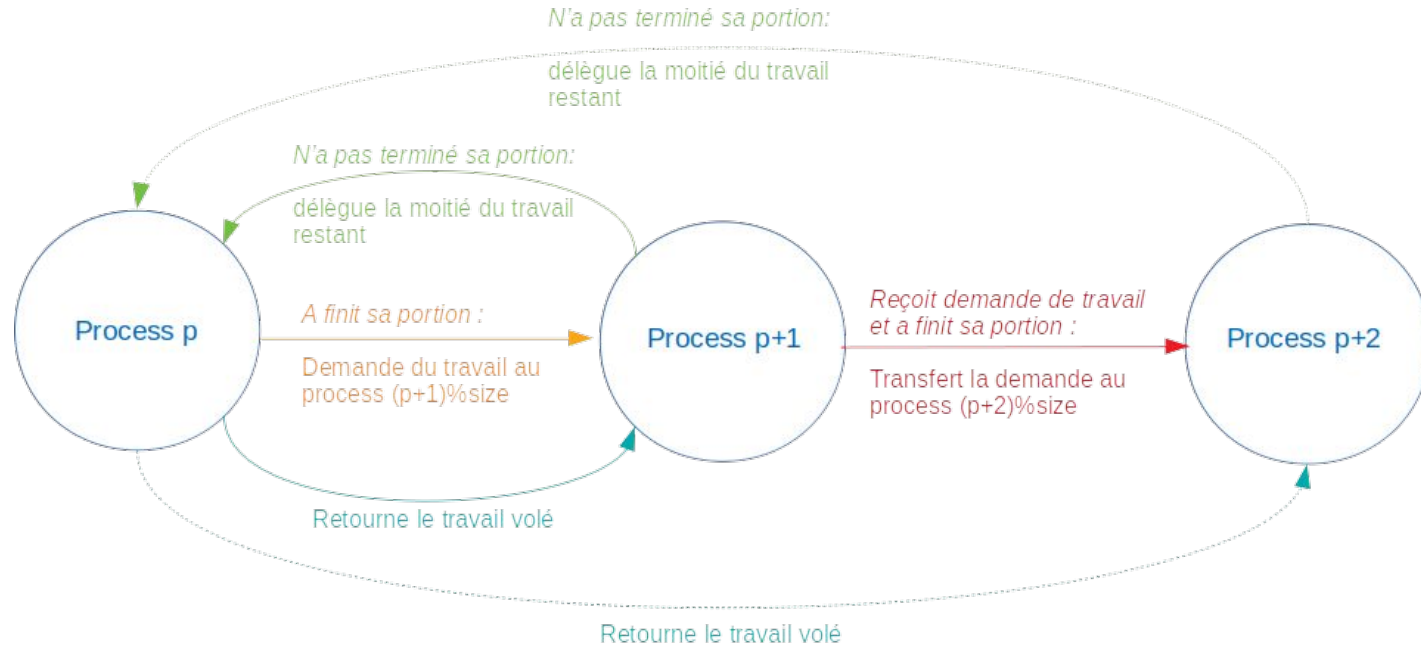 N'a pas terminé sa portion:
délègue la moitié du travail
restant
N'a pas terminé sa portion:
délègue la moitié du travail
restant
Process p
A finit sa portion :
Demande du travail au
process (p+1)%size
Process p+1
Reçoit demande de travail
et a finit sa portion :
Transfert la demande au
process (p+2)%size
Process p+2
Retourne le travail volé
Retourne le travail volé